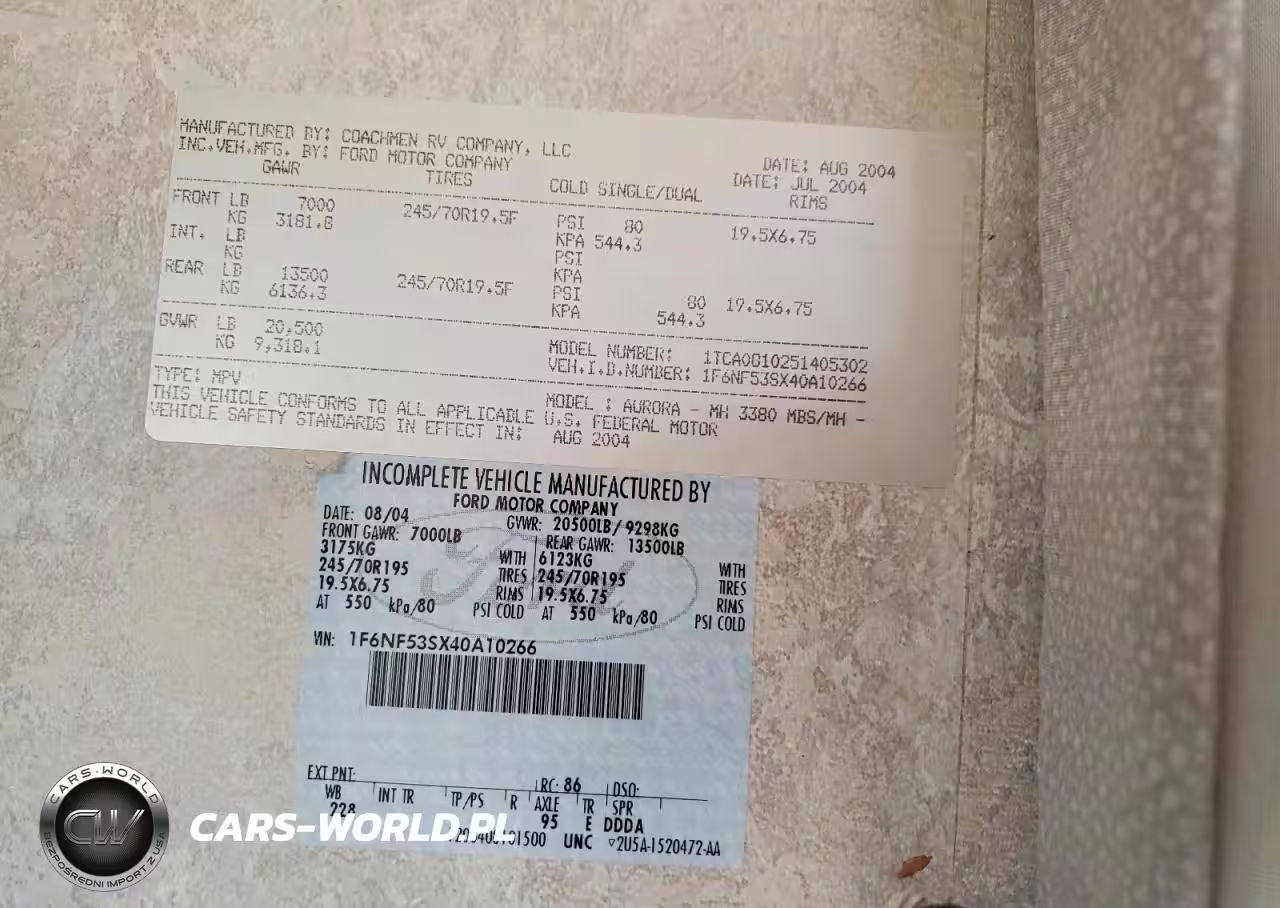 MANUFACTURED BY: COACHMEN RV COMPANY, LLC DATE: AUG 2004
INC.VEH.MFG. BY: FORD MOTOR COMPANY DATE: JUL 2004
GAWR TIRES COLD SINGLE/DUAL RIMS
FRONT LB 7000 245/70R19.5F PSI 80 19.5X6.75
KG 3181.8 KPA 544.3
INT. LB PSI
KG KPA
REAR LB 13500 245/70R19.5F PSI 80 19.5X6.75
KG 6136.3 KPA 544.3
GVWR LB 20,500
KG 9,318.1 MODEL NUMBER: 1TCA0G10251405302
VEH.I.D.NUMBER: 1F6NF53SX40A10266
TYPE: MPV MODEL : AURORA - MH 3380 MBS/MH -
THIS VEHICLE CONFORMS TO ALL APPLICABLE U.S. FEDERAL MOTOR
VEHICLE SAFETY STANDARDS IN EFFECT IN: AUG 2004
INCOMPLETE VEHICLE MANUFACTURED BY
FORD MOTOR COMPANY
DATE: 08/04 GVWR: 20500LB/ 9298KG
FRONT GAWR: 7000LB REAR GAWR: 13500LB
3175KG WITH 6123KG WITH
245/70R195 TIRES 245/70R195 TIRES
19.5X6.75 RIMS 19.5X6.75 RIMS
AT 550 kPa/80 PSI COLD AT 550 kPa/80 PSI COLD
VIN: 1F6NF53SX40A10266
EXT PNT: RC: 86 DSO:
WB INT TR TP/PS R AXLE TR SPR
228 95 E DDDA
UNC ▽2U5A-1520472-AA
CARS-WORLD
CW
BEZPOŚREDNI IMPORT Z USA
CARS-WORLD.PL